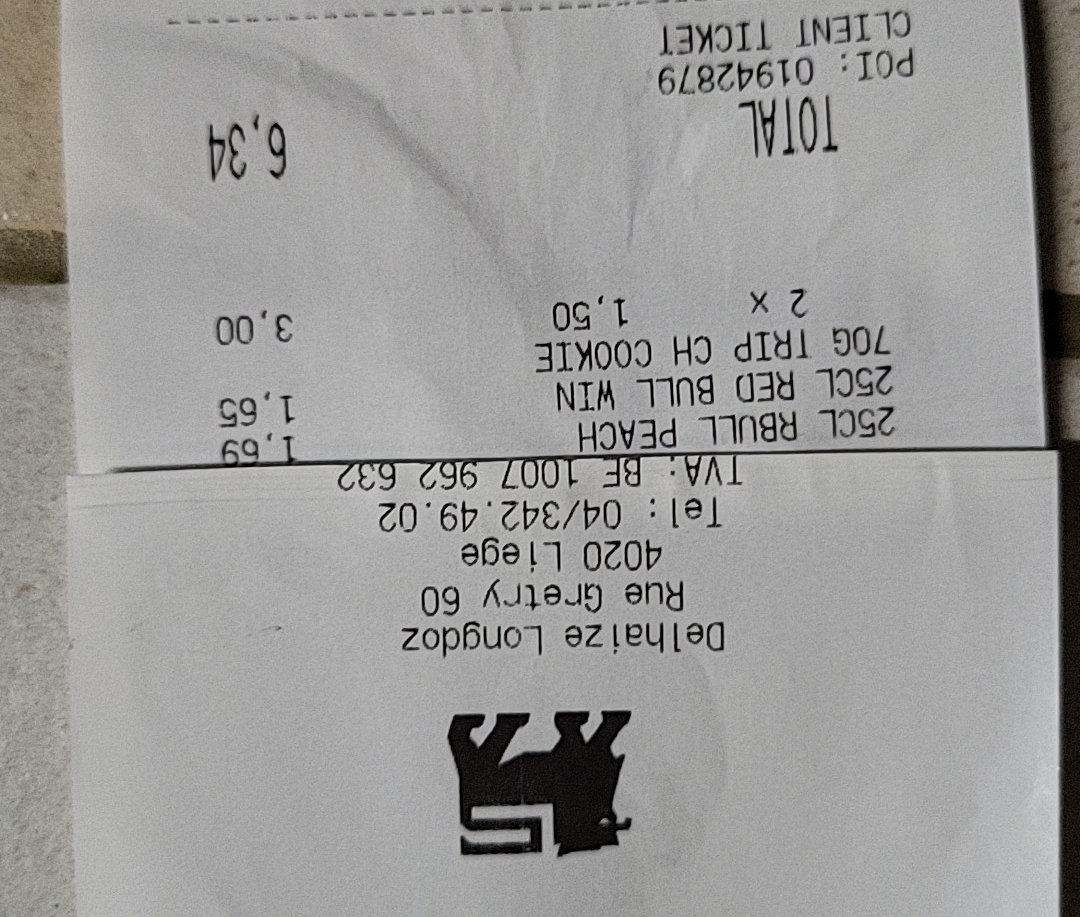 Delhaize Longdoz
Rue Gretry 60
4020 Liege
Tel: 04/342.49.02
TVA: BE 1007 962 632
25CL RBULL PEACH 1,69
25CL RED BULL WIN 1,65
70G TRIP CH COOKIE
2 x 1,50 3,00
TOTAL 6,34
POI: 01942879
CLIENT TICKET